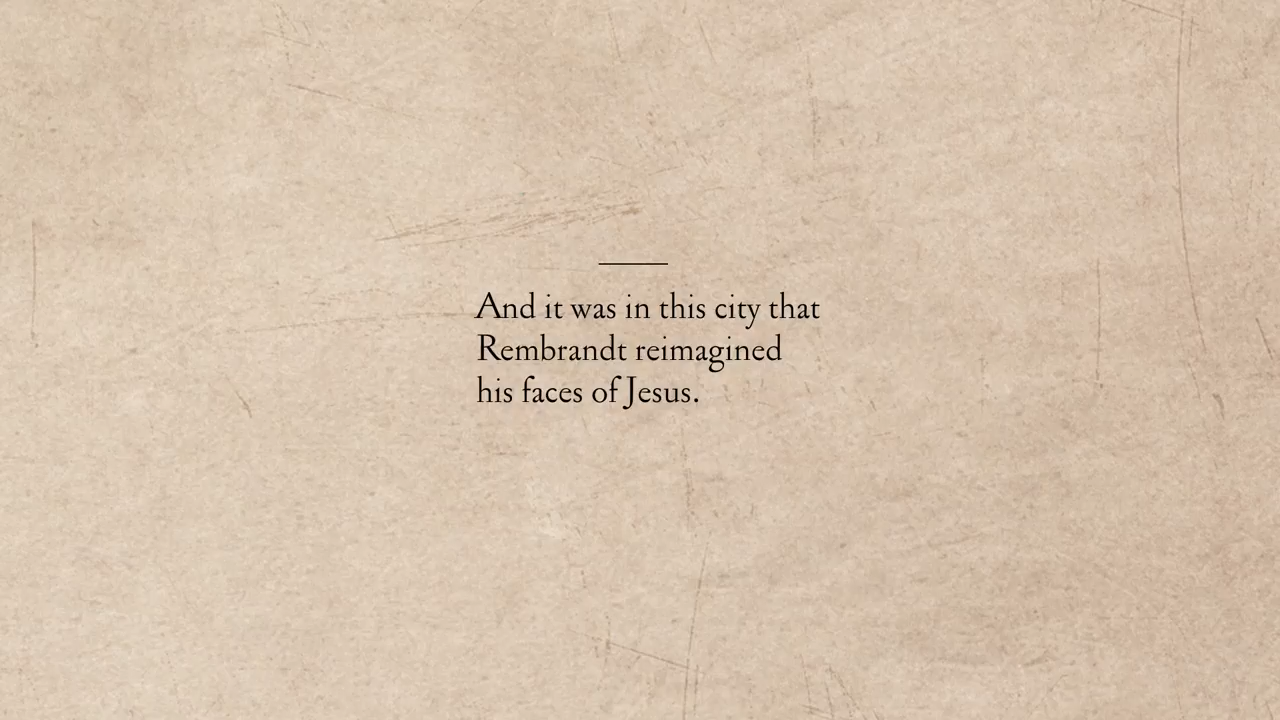 And it was in this city that
Rembrandt reimagined
his faces of Jesus.